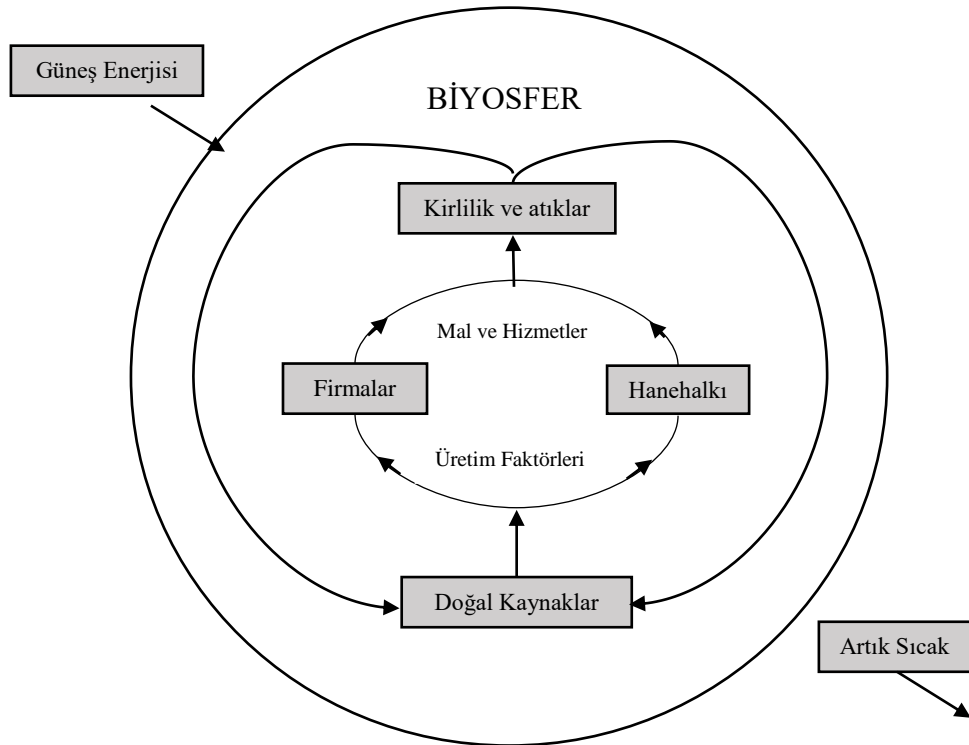 Güneş Enerjisi
BİYOSFER
Kirlilik ve atıklar
Mal ve Hizmetler
Firmalar
Hanehalkı
Üretim Faktörleri
Doğal Kaynaklar
Artık Sıcak